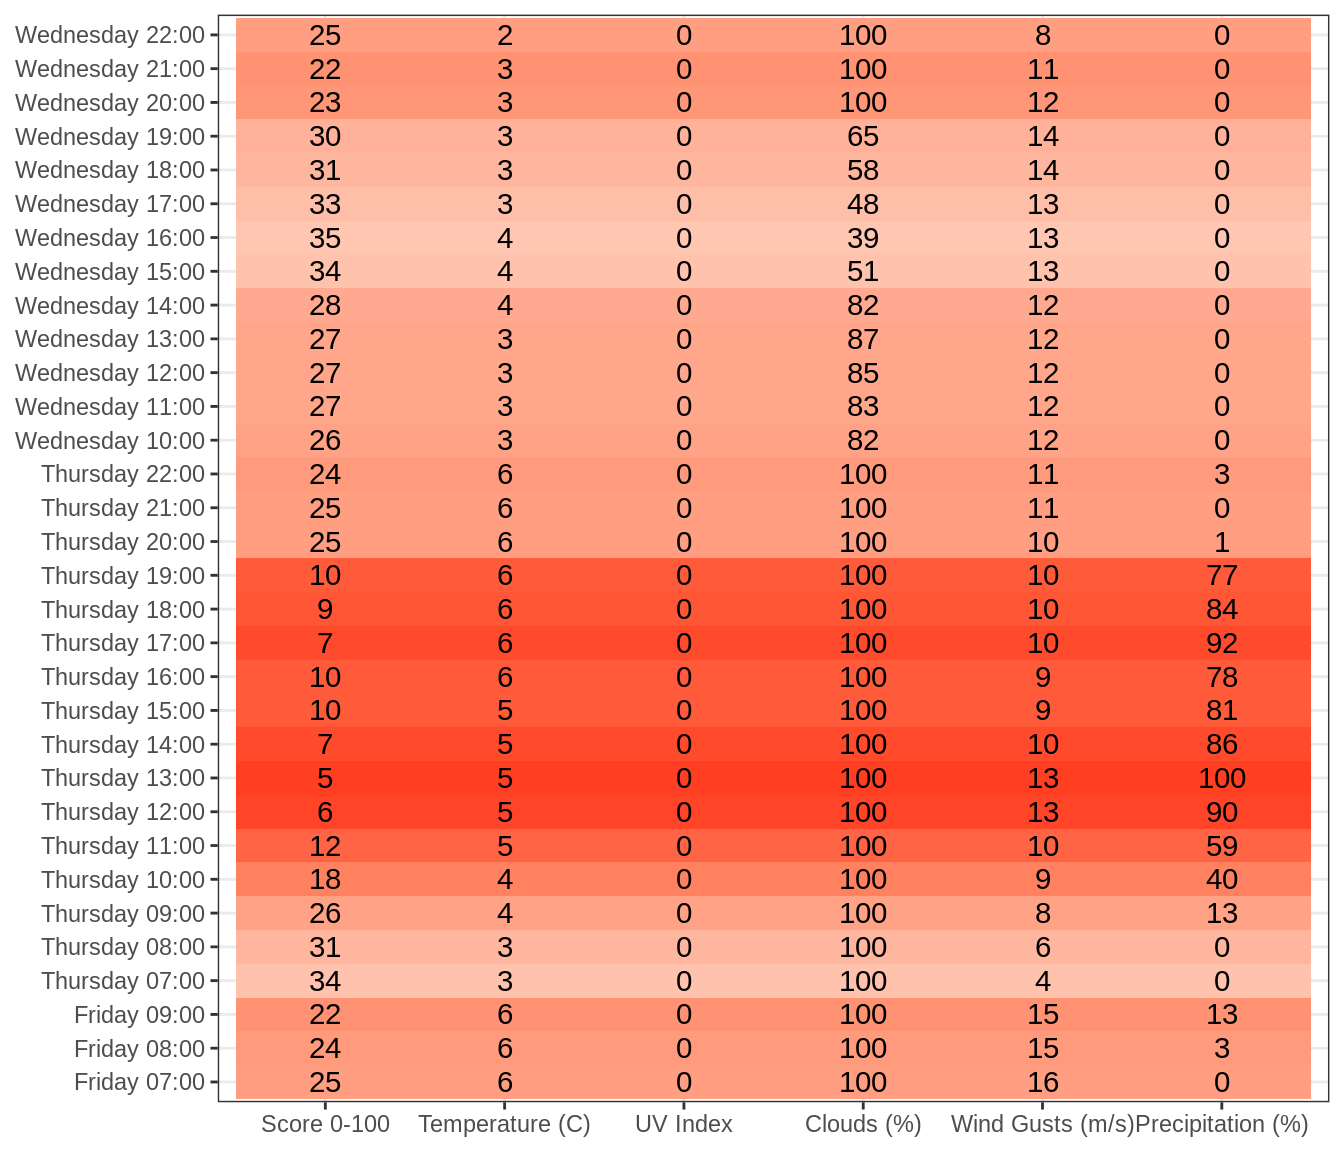 Wednesday 22:00 25 2 0 100 8 0
Wednesday 21:00 22 3 0 100 11 0
Wednesday 20:00 23 3 0 100 12 0
Wednesday 19:00 30 3 0 65 14 0
Wednesday 18:00 31 3 0 58 14 0
Wednesday 17:00 33 3 0 48 13 0
Wednesday 16:00 35 4 0 39 13 0
Wednesday 15:00 34 4 0 51 13 0
Wednesday 14:00 28 4 0 82 12 0
Wednesday 13:00 27 3 0 87 12 0
Wednesday 12:00 27 3 0 85 12 0
Wednesday 11:00 27 3 0 83 12 0
Wednesday 10:00 26 3 0 82 12 0
Thursday 22:00 24 6 0 100 11 3
Thursday 21:00 25 6 0 100 11 0
Thursday 20:00 25 6 0 100 10 1
Thursday 19:00 10 6 0 100 10 77
Thursday 18:00 9 6 0 100 10 84
Thursday 17:00 7 6 0 100 10 92
Thursday 16:00 10 6 0 100 9 78
Thursday 15:00 10 5 0 100 9 81
Thursday 14:00 7 5 0 100 10 86
Thursday 13:00 5 5 0 100 13 100
Thursday 12:00 6 5 0 100 13 90
Thursday 11:00 12 5 0 100 10 59
Thursday 10:00 18 4 0 100 9 40
Thursday 09:00 26 4 0 100 8 13
Thursday 08:00 31 3 0 100 6 0
Thursday 07:00 34 3 0 100 4 0
Friday 09:00 22 6 0 100 15 13
Friday 08:00 24 6 0 100 15 3
Friday 07:00 25 6 0 100 16 0
Score 0-100 Temperature (C) UV Index Clouds (%) Wind Gusts (m/s) Precipitation (%)